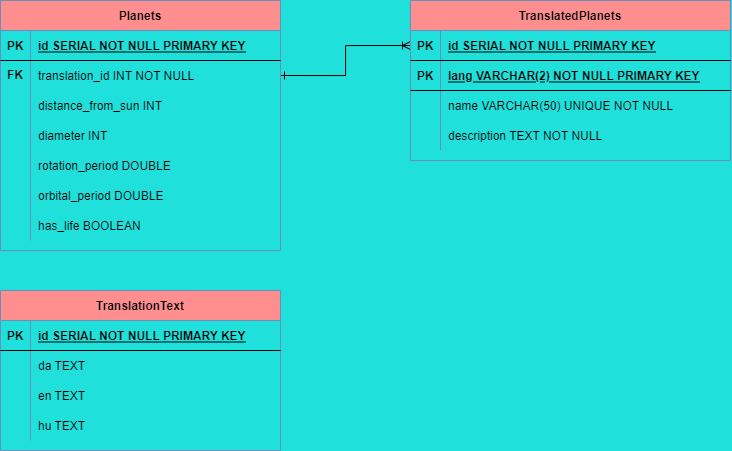 Planets
PK id SERIAL NOT NULL PRIMARY KEY
FK translation_id INT NOT NULL
distance_from_sun INT
diameter INT
rotation_period DOUBLE
orbital_period DOUBLE
has_life BOOLEAN
TranslatedPlanets
PK id SERIAL NOT NULL PRIMARY KEY
PK lang VARCHAR(2) NOT NULL PRIMARY KEY
name VARCHAR(50) UNIQUE NOT NULL
description TEXT NOT NULL
TranslationText
PK id SERIAL NOT NULL PRIMARY KEY
da TEXT
en TEXT
hu TEXT